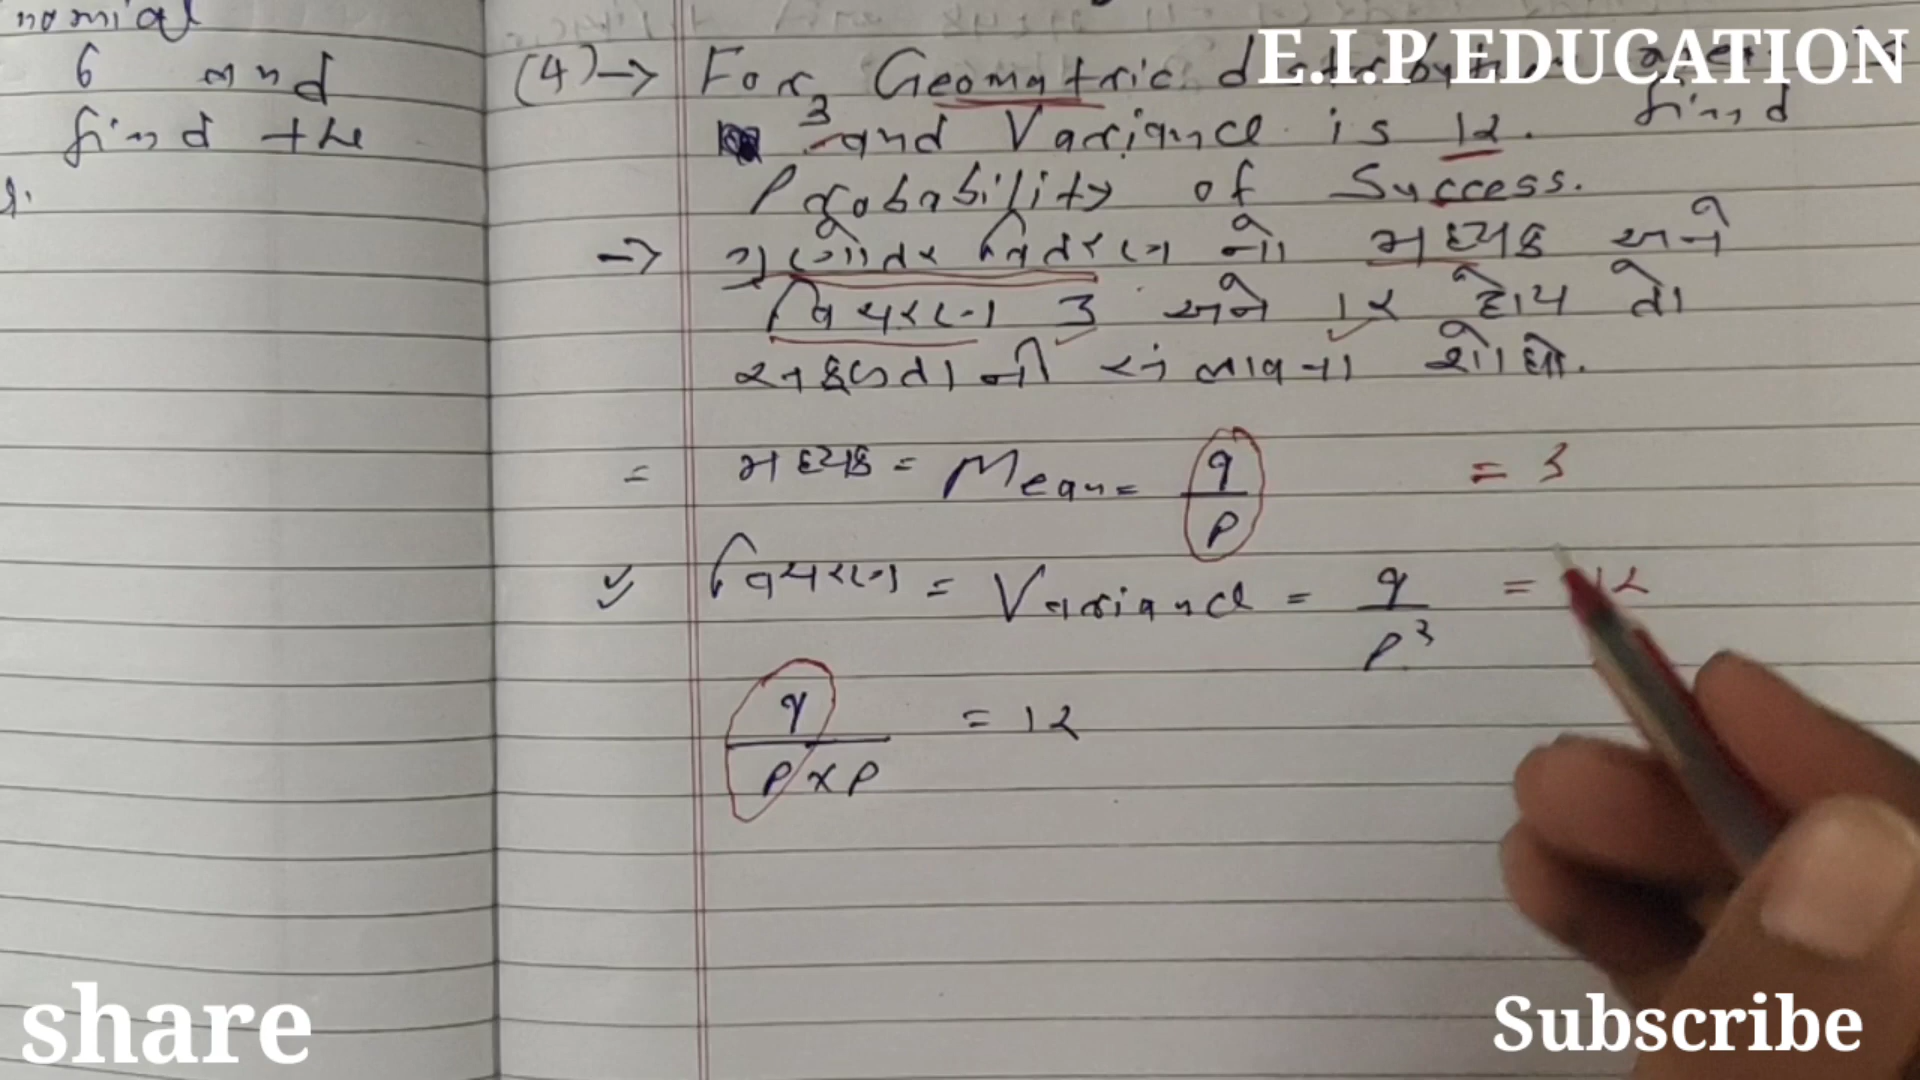 nomial
6 and
find the
E.I.P EDUCATION
(4) → For Geomatric
3 and Variance is 12. find
Probability of Success.
→ ગુણોત્તર વિતરણ નો મધ્યક અને
વિચરણ 3 અને 12 હોય તો
સફળતા ની સંભાવના શોધો.
= મધ્યક = Mean = q/p = 3
વિચરણ = Variance = q/p² = 12
q/p×p = 12
share
Subscribe